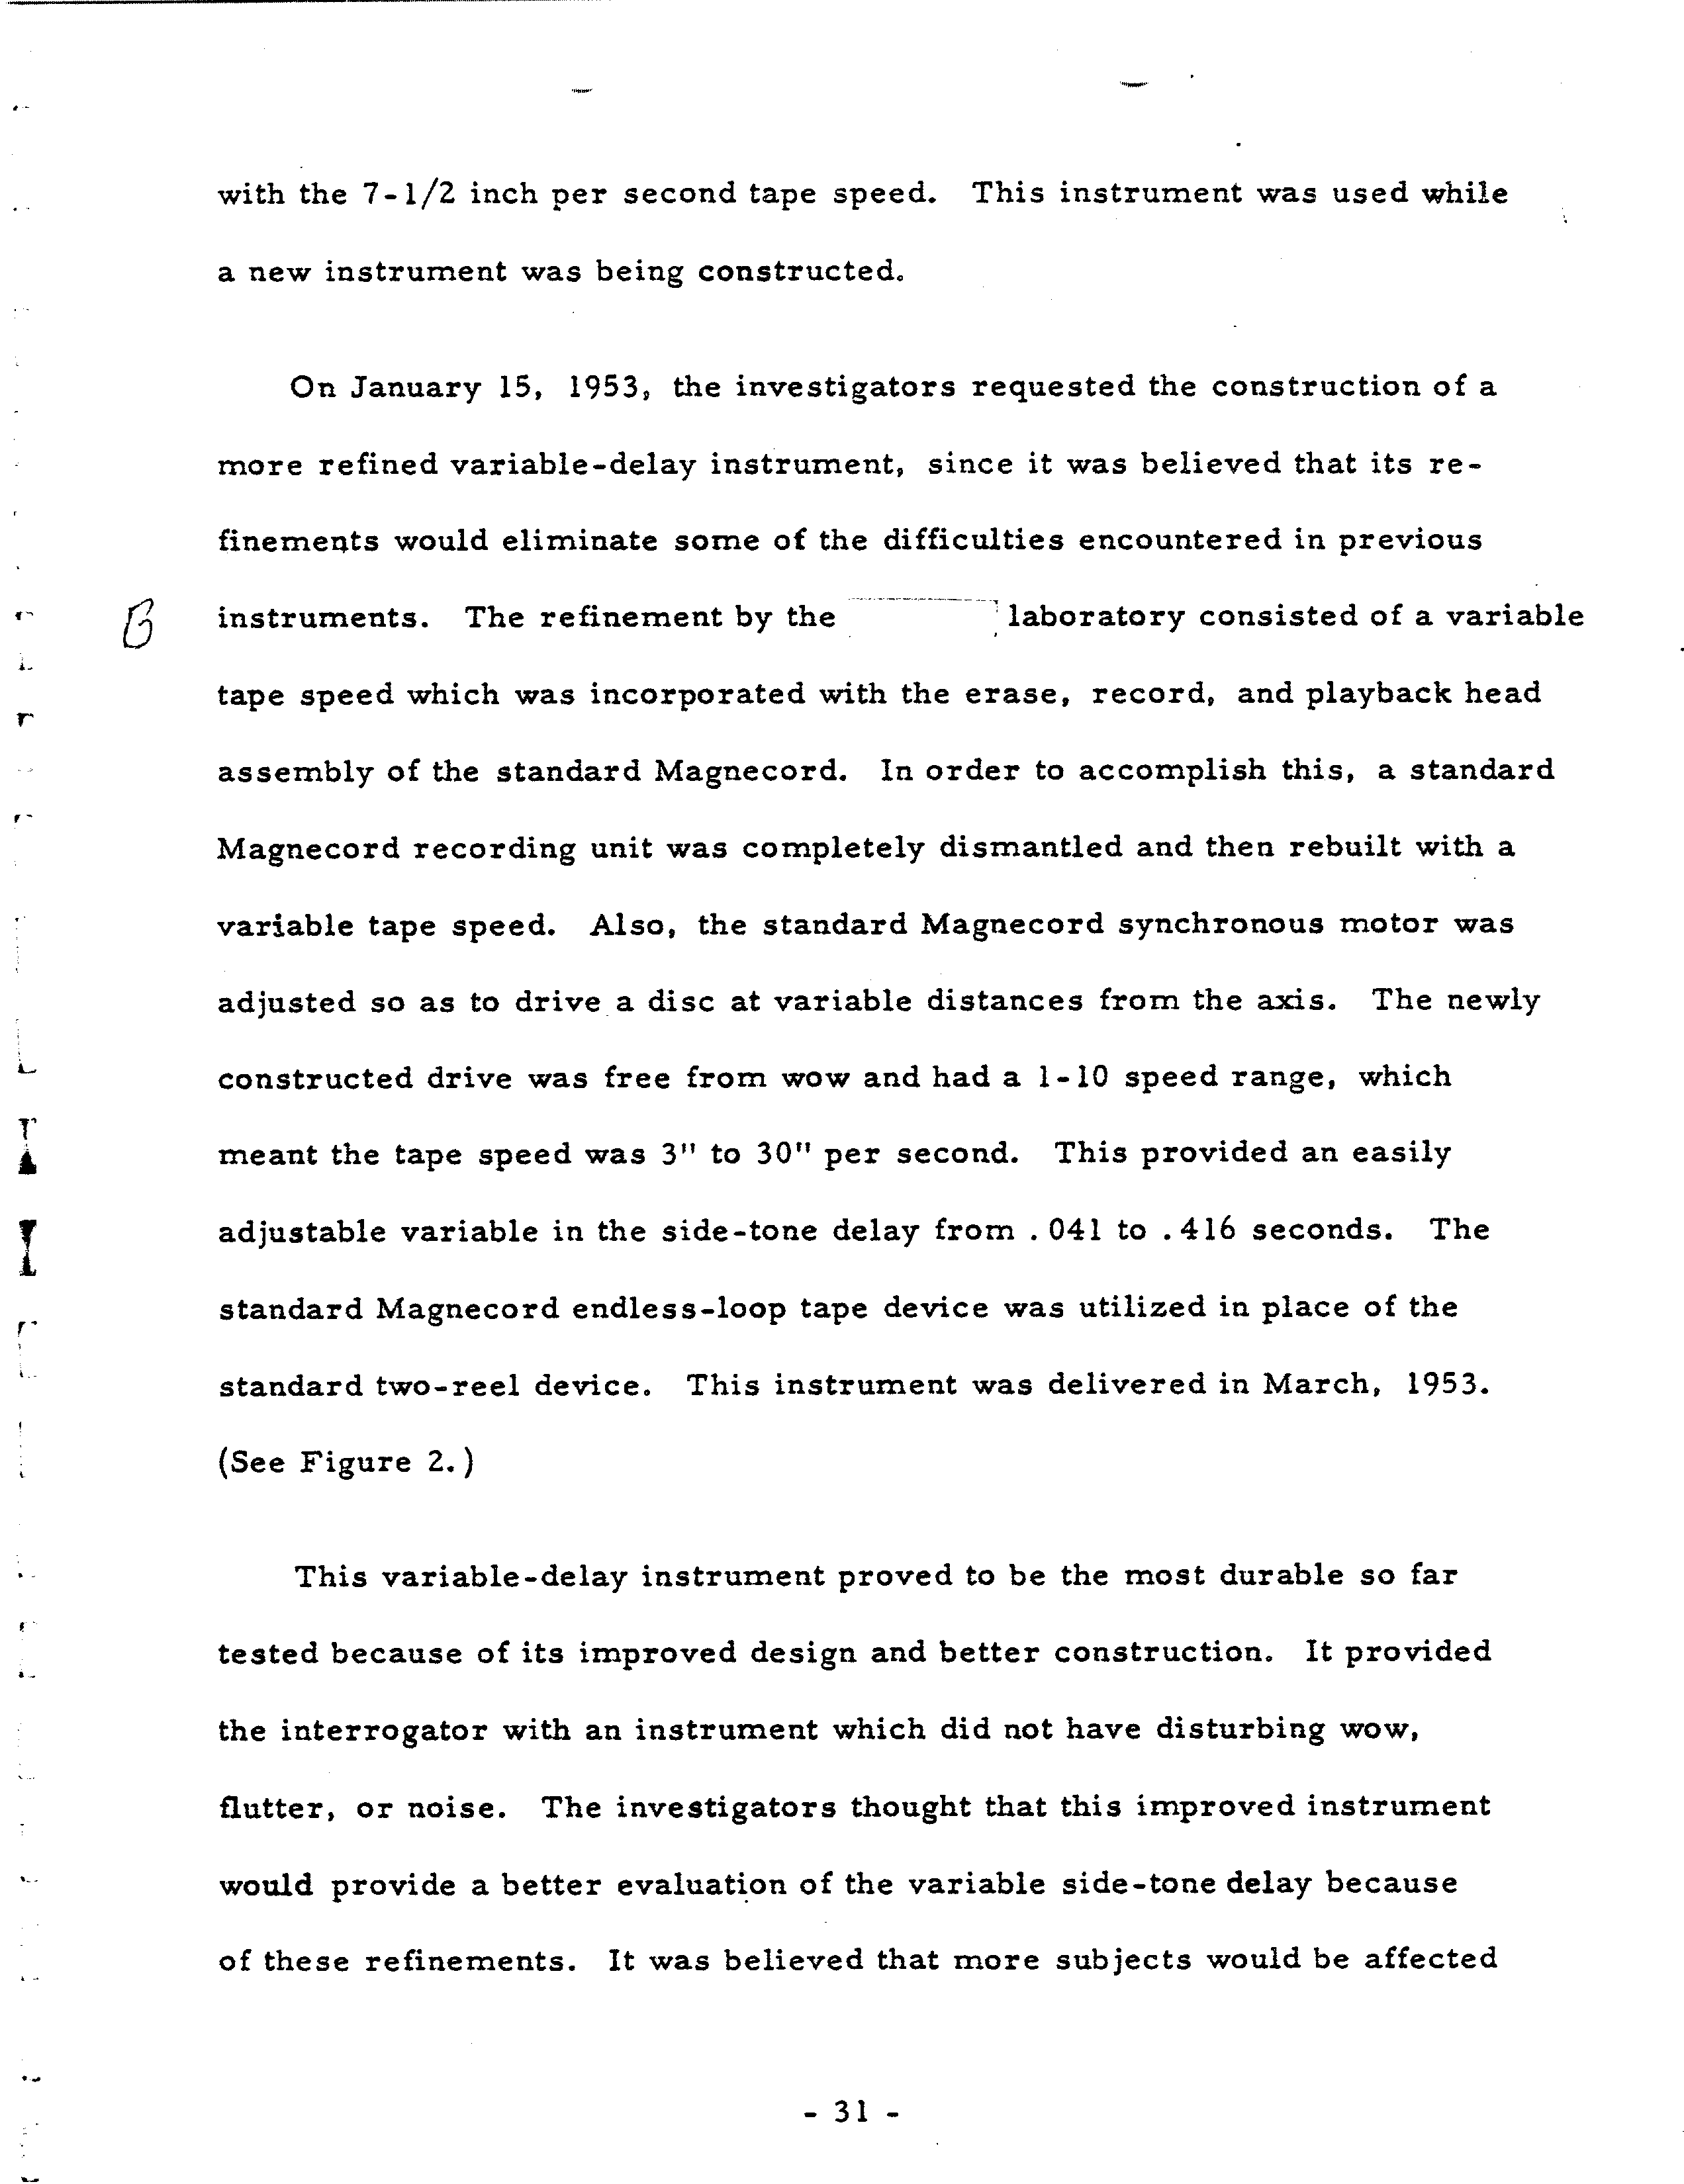 with the 7-1/2 inch per second tape speed. This instrument was used while
a new instrument was being constructed.
On January 15, 1953, the investigators requested the construction of a
more refined variable-delay instrument, since it was believed that its re-
finements would eliminate some of the difficulties encountered in previous
B instruments. The refinement by the laboratory consisted of a variable
tape speed which was incorporated with the erase, record, and playback head
assembly of the standard Magnecord. In order to accomplish this, a standard
Magnecord recording unit was completely dismantled and then rebuilt with a
variable tape speed. Also, the standard Magnecord synchronous motor was
adjusted so as to drive a disc at variable distances from the axis. The newly
constructed drive was free from wow and had a 1-10 speed range, which
meant the tape speed was 3" to 30" per second. This provided an easily
adjustable variable in the side-tone delay from .041 to .416 seconds. The
standard Magnecord endless-loop tape device was utilized in place of the
standard two-reel device. This instrument was delivered in March, 1953.
(See Figure 2.)
This variable-delay instrument proved to be the most durable so far
tested because of its improved design and better construction. It provided
the interrogator with an instrument which did not have disturbing wow,
flutter, or noise. The investigators thought that this improved instrument
would provide a better evaluation of the variable side-tone delay because
of these refinements. It was believed that more subjects would be affected
- 31 -